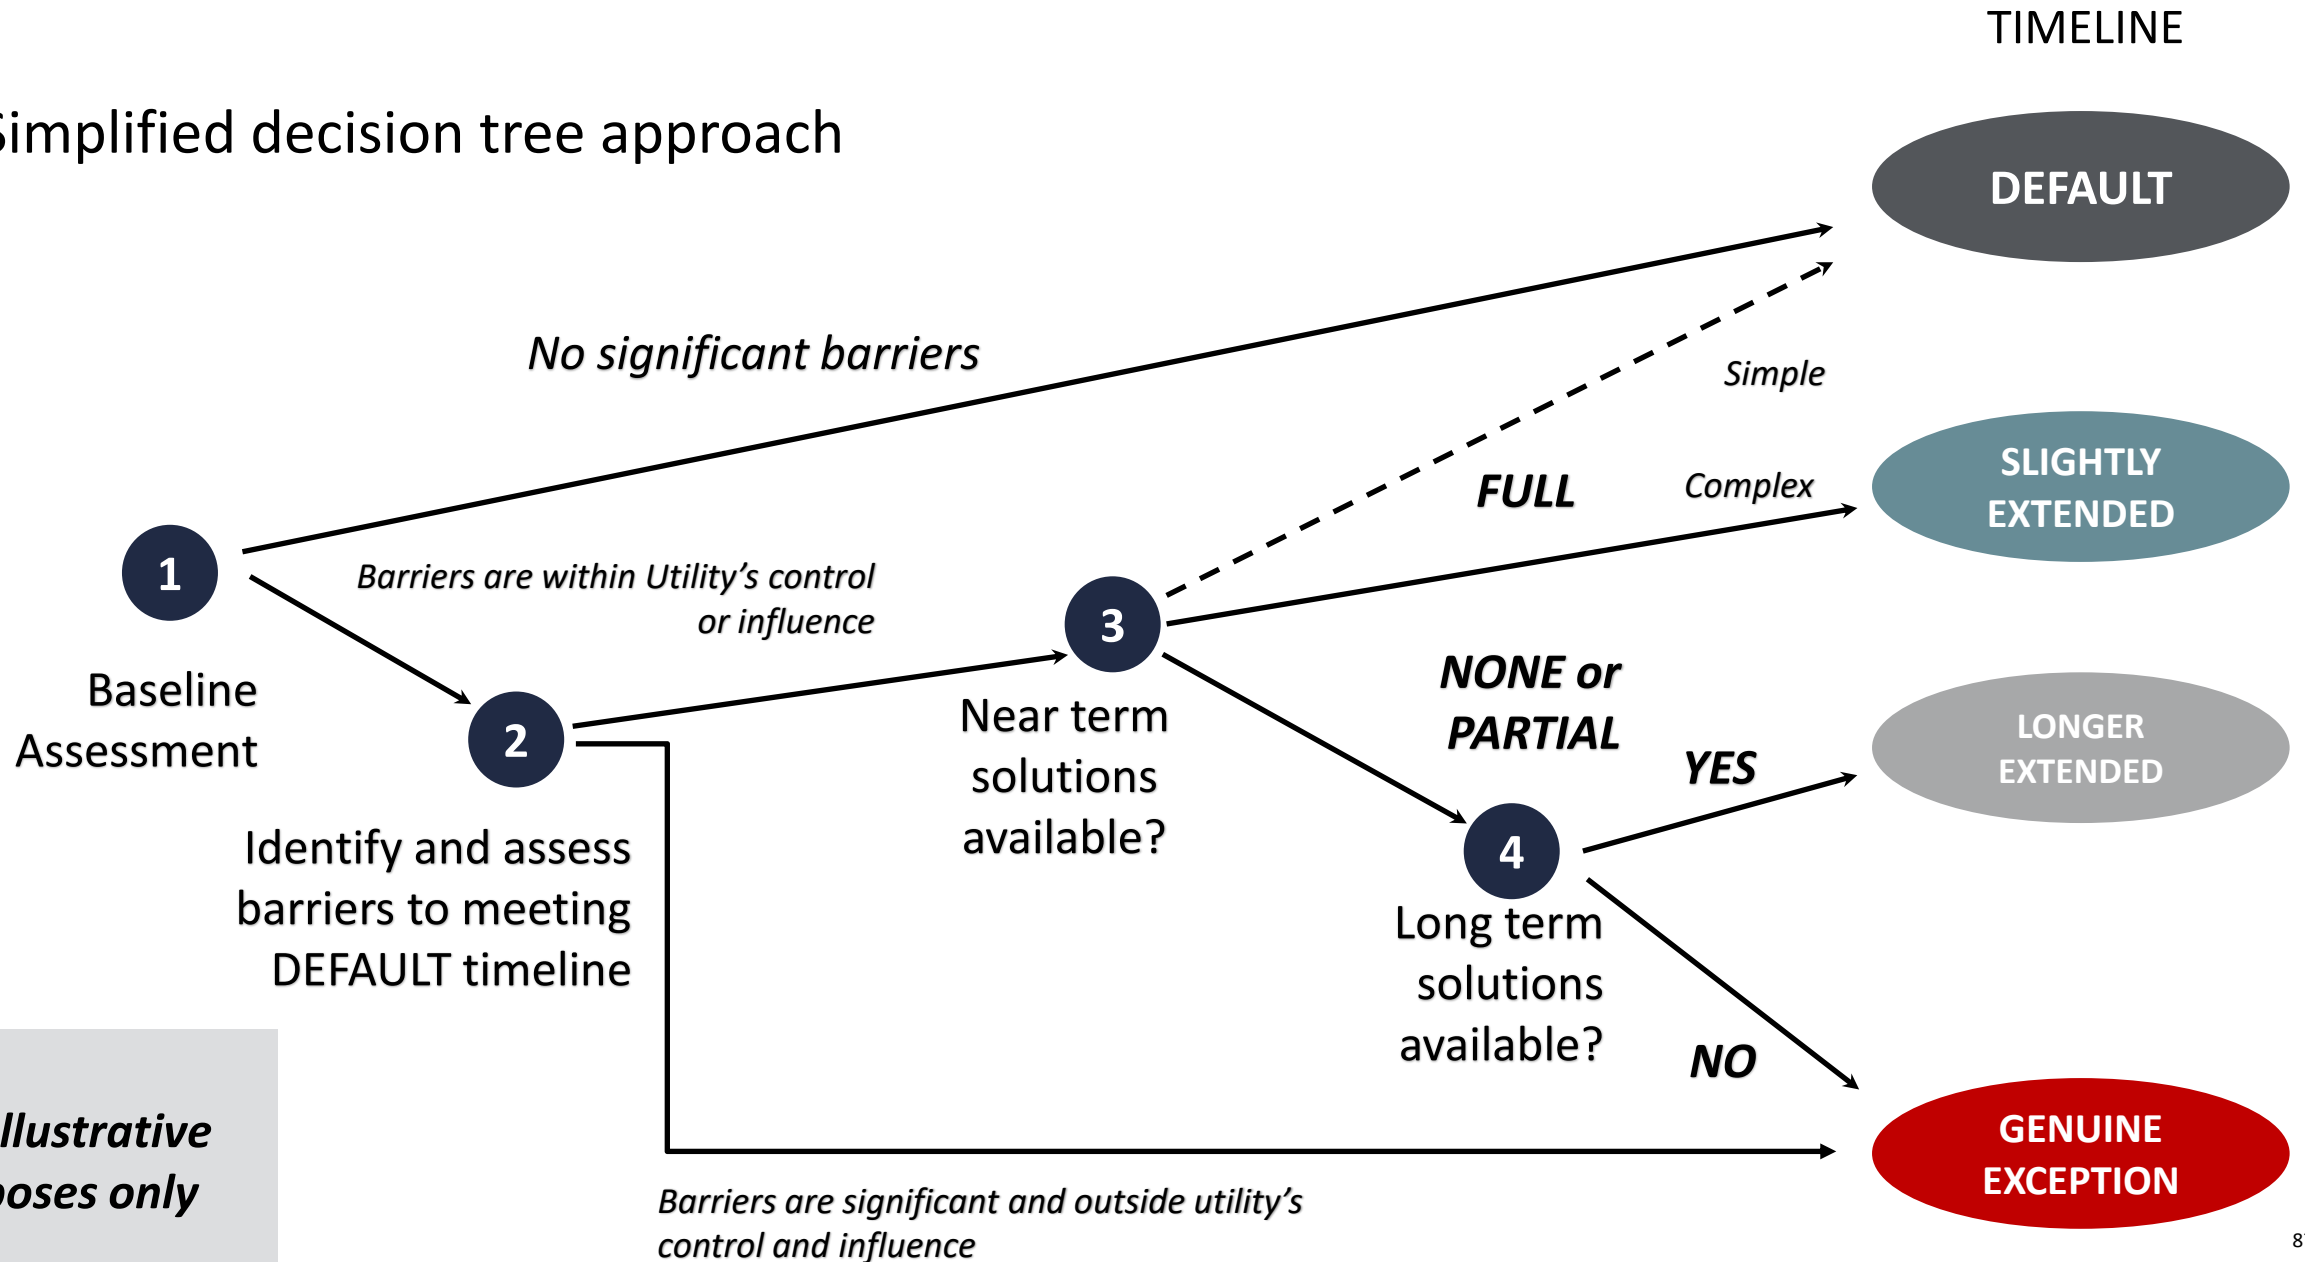 TIMELINE
Simplified decision tree approach
DEFAULT
No significant barriers
Simple
SLIGHTLY
EXTENDED
FULL
Complex
1
Barriers are within Utility’s control
or influence
3
Baseline
Assessment
2
Near term
solutions
available?
NONE or
PARTIAL
YES
LONGER
EXTENDED
Identify and assess
barriers to meeting
DEFAULT timeline
4
Long term
solutions
available?
NO
llustrative
poses only
GENUINE
EXCEPTION
Barriers are significant and outside utility’s
control and influence